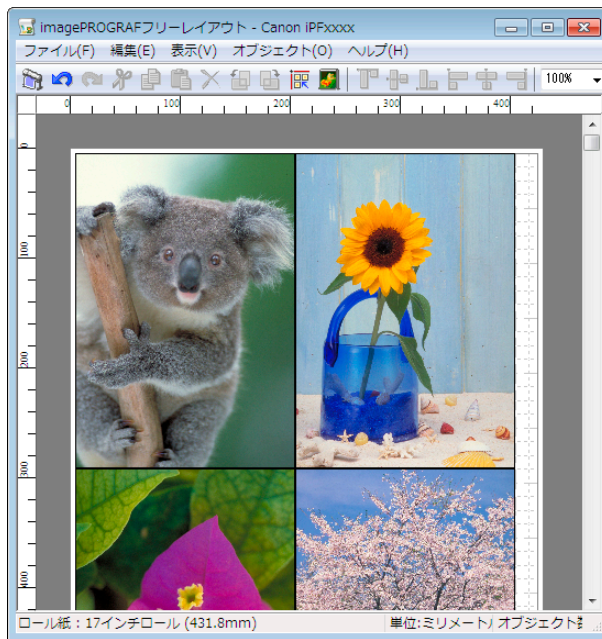 imagePROGRAFフリーレイアウト - Canon iPFxxxx
ファイル(F) 編集(E) 表示(V) オブジェクト(O) ヘルプ(H)
100%
0 100 200 300 400
0
100
200
300
400
ロール紙：17インチロール (431.8mm) 単位:ミリメートル オブジェクト数